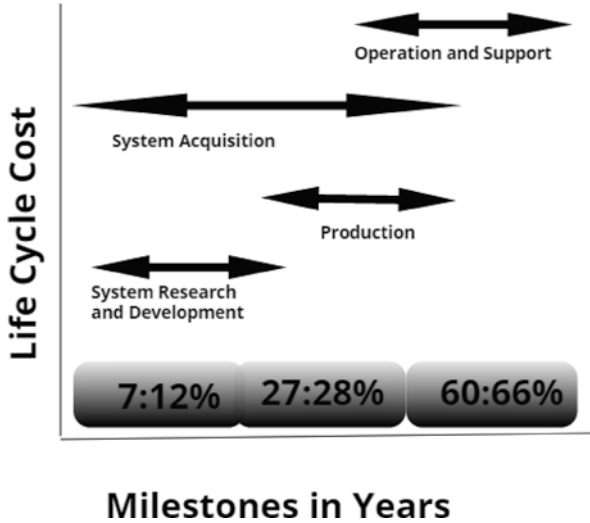 Operation and Support
System Acquisition
Production
System Research
and Development
Life Cycle Cost
7:12% 27:28% 60:66%
Milestones in Years